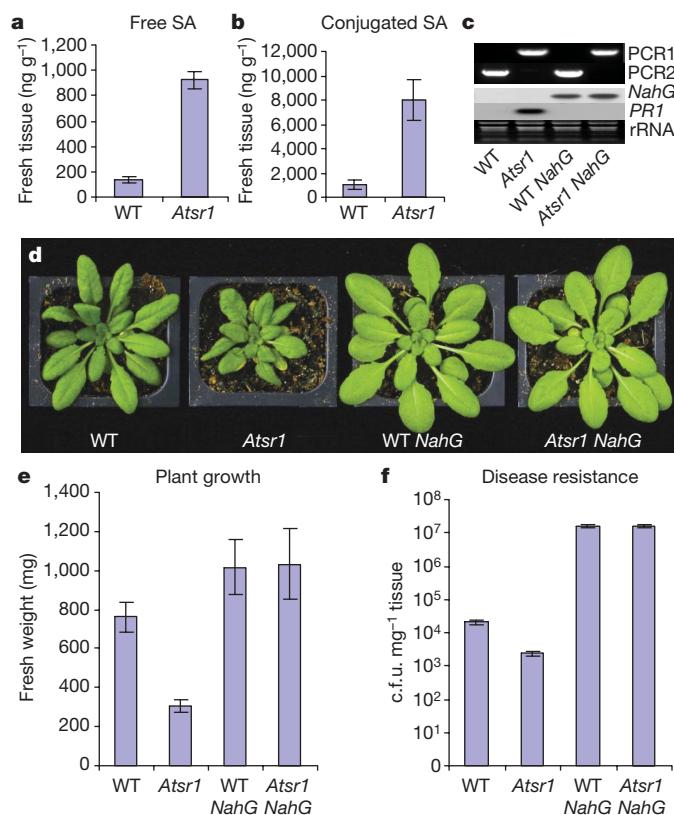 a Free SA
Fresh tissue (ng g⁻¹)
1,200
1,000
800
600
400
200
0
WT Atsr1
b Conjugated SA
Fresh tissue (ng g⁻¹)
12,000
10,000
8,000
6,000
4,000
2,000
0
WT Atsr1
c
PCR1
PCR2
NahG
PR1
rRNA
WT
Atsr1
WT NahG
Atsr1 NahG
d
WT Atsr1 WT NahG Atsr1 NahG
e Plant growth
Fresh weight (mg)
1,400
1,200
1,000
800
600
400
200
0
WT Atsr1 WT Atsr1
NahG NahG
f Disease resistance
c.f.u. mg⁻¹ tissue
10⁸
10⁷
10⁶
10⁵
10⁴
10³
10²
10¹
0
WT Atsr1 WT Atsr1
NahG NahG